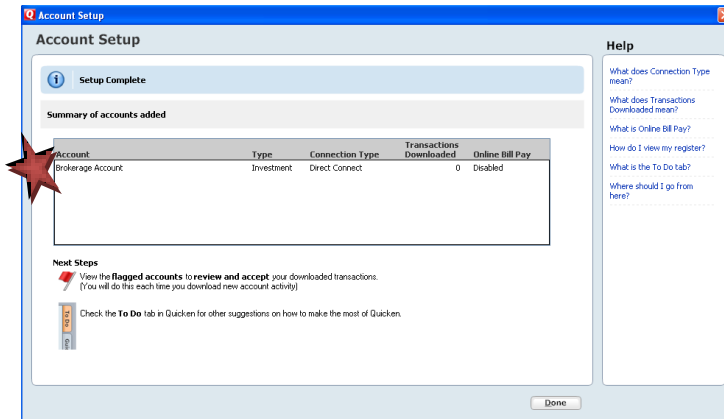 Q Account Setup
Account Setup
Setup Complete
Summary of accounts added
Account Type Connection Type Transactions Downloaded Online Bill Pay
Brokerage Account Investment Direct Connect 0 Disabled
Next Steps
View the flagged accounts to review and accept your downloaded transactions.
(You will do this each time you download new account activity)
To Do
Check the To Do tab in Quicken for other suggestions on how to make the most of Quicken.
Done
Help
What does Connection Type
mean?
What does Transactions
Downloaded mean?
What is Online Bill Pay?
How do I view my register?
What is the To Do tab?
Where should I go from
here?